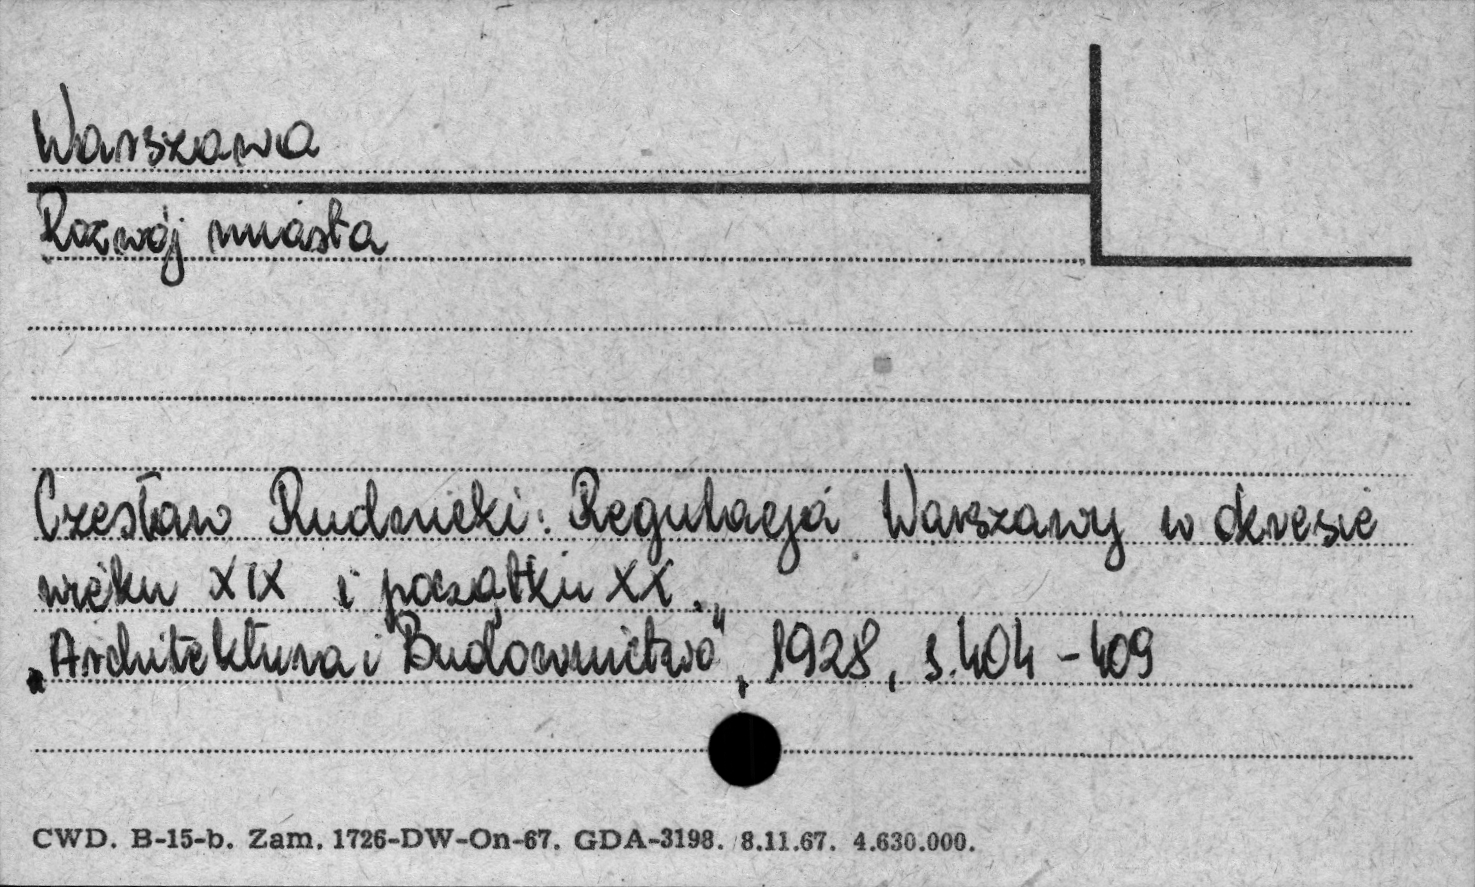 Warszawa
Rozwój miasta
Czesław Rudnicki: Regulacja Warszawy w okresie
wieku XIX i początku XX.
„Architektura i Budownictwo", 1928, s. 404-409
CWD. B-15-b. Zam. 1726-DW-On-67. GDA-3198. 8.11.67. 4.630.000.